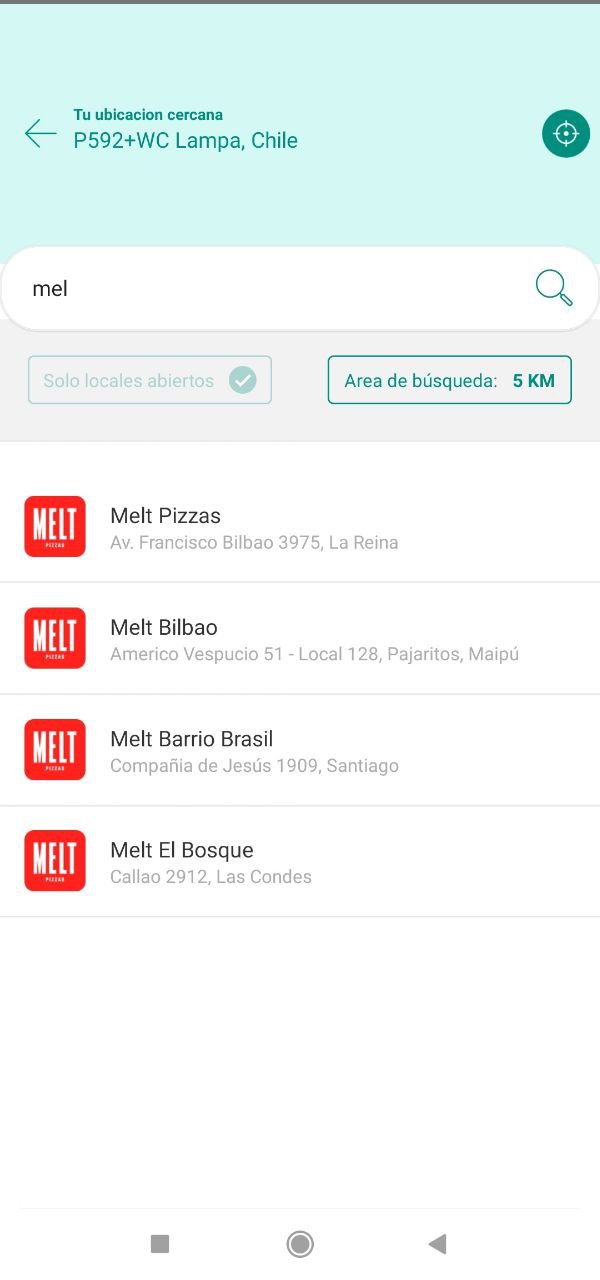 Tu ubicacion cercana
P592+WC Lampa, Chile
mel
Solo locales abiertos
Area de búsqueda: 5 KM
MELT
PIZZAS
Melt Pizzas
Av. Francisco Bilbao 3975, La Reina
MELT
PIZZAS
Melt Bilbao
Americo Vespucio 51 - Local 128, Pajaritos, Maipú
MELT
PIZZAS
Melt Barrio Brasil
Compañia de Jesús 1909, Santiago
MELT
PIZZAS
Melt El Bosque
Callao 2912, Las Condes